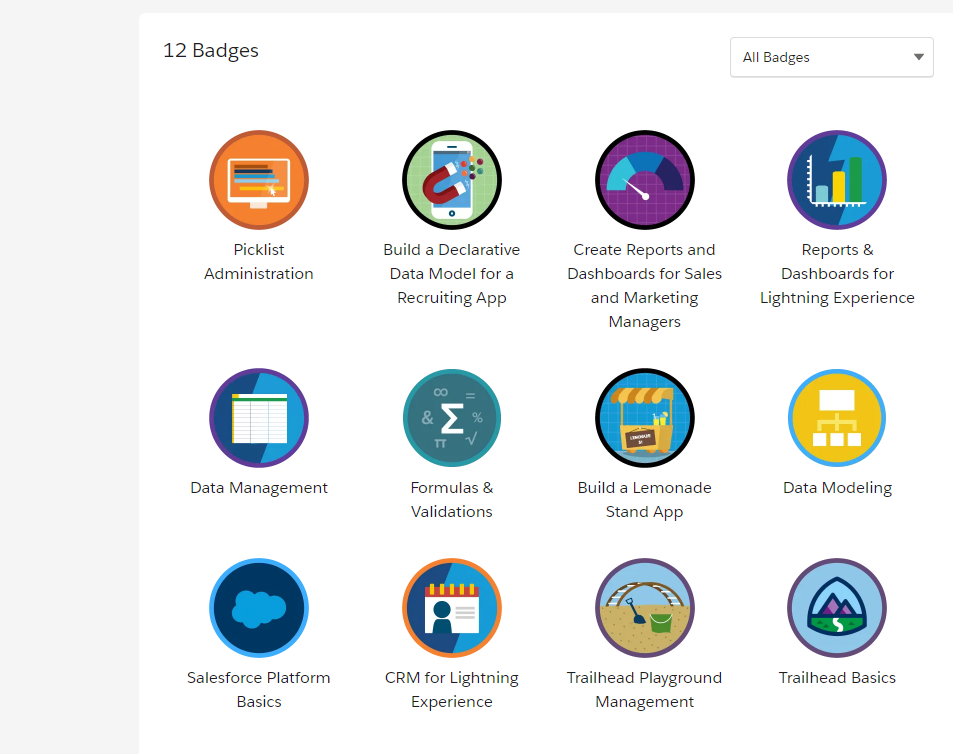 12 Badges
All Badges
Picklist
Administration
Build a Declarative
Data Model for a
Recruiting App
Create Reports and
Dashboards for Sales
and Marketing
Managers
Reports &
Dashboards for
Lightning Experience
∞ =
& Σ %
π √
LEMONADE
Data Management
Formulas &
Validations
Build a Lemonade
Stand App
Data Modeling
Salesforce Platform
Basics
CRM for Lightning
Experience
Trailhead Playground
Management
Trailhead Basics